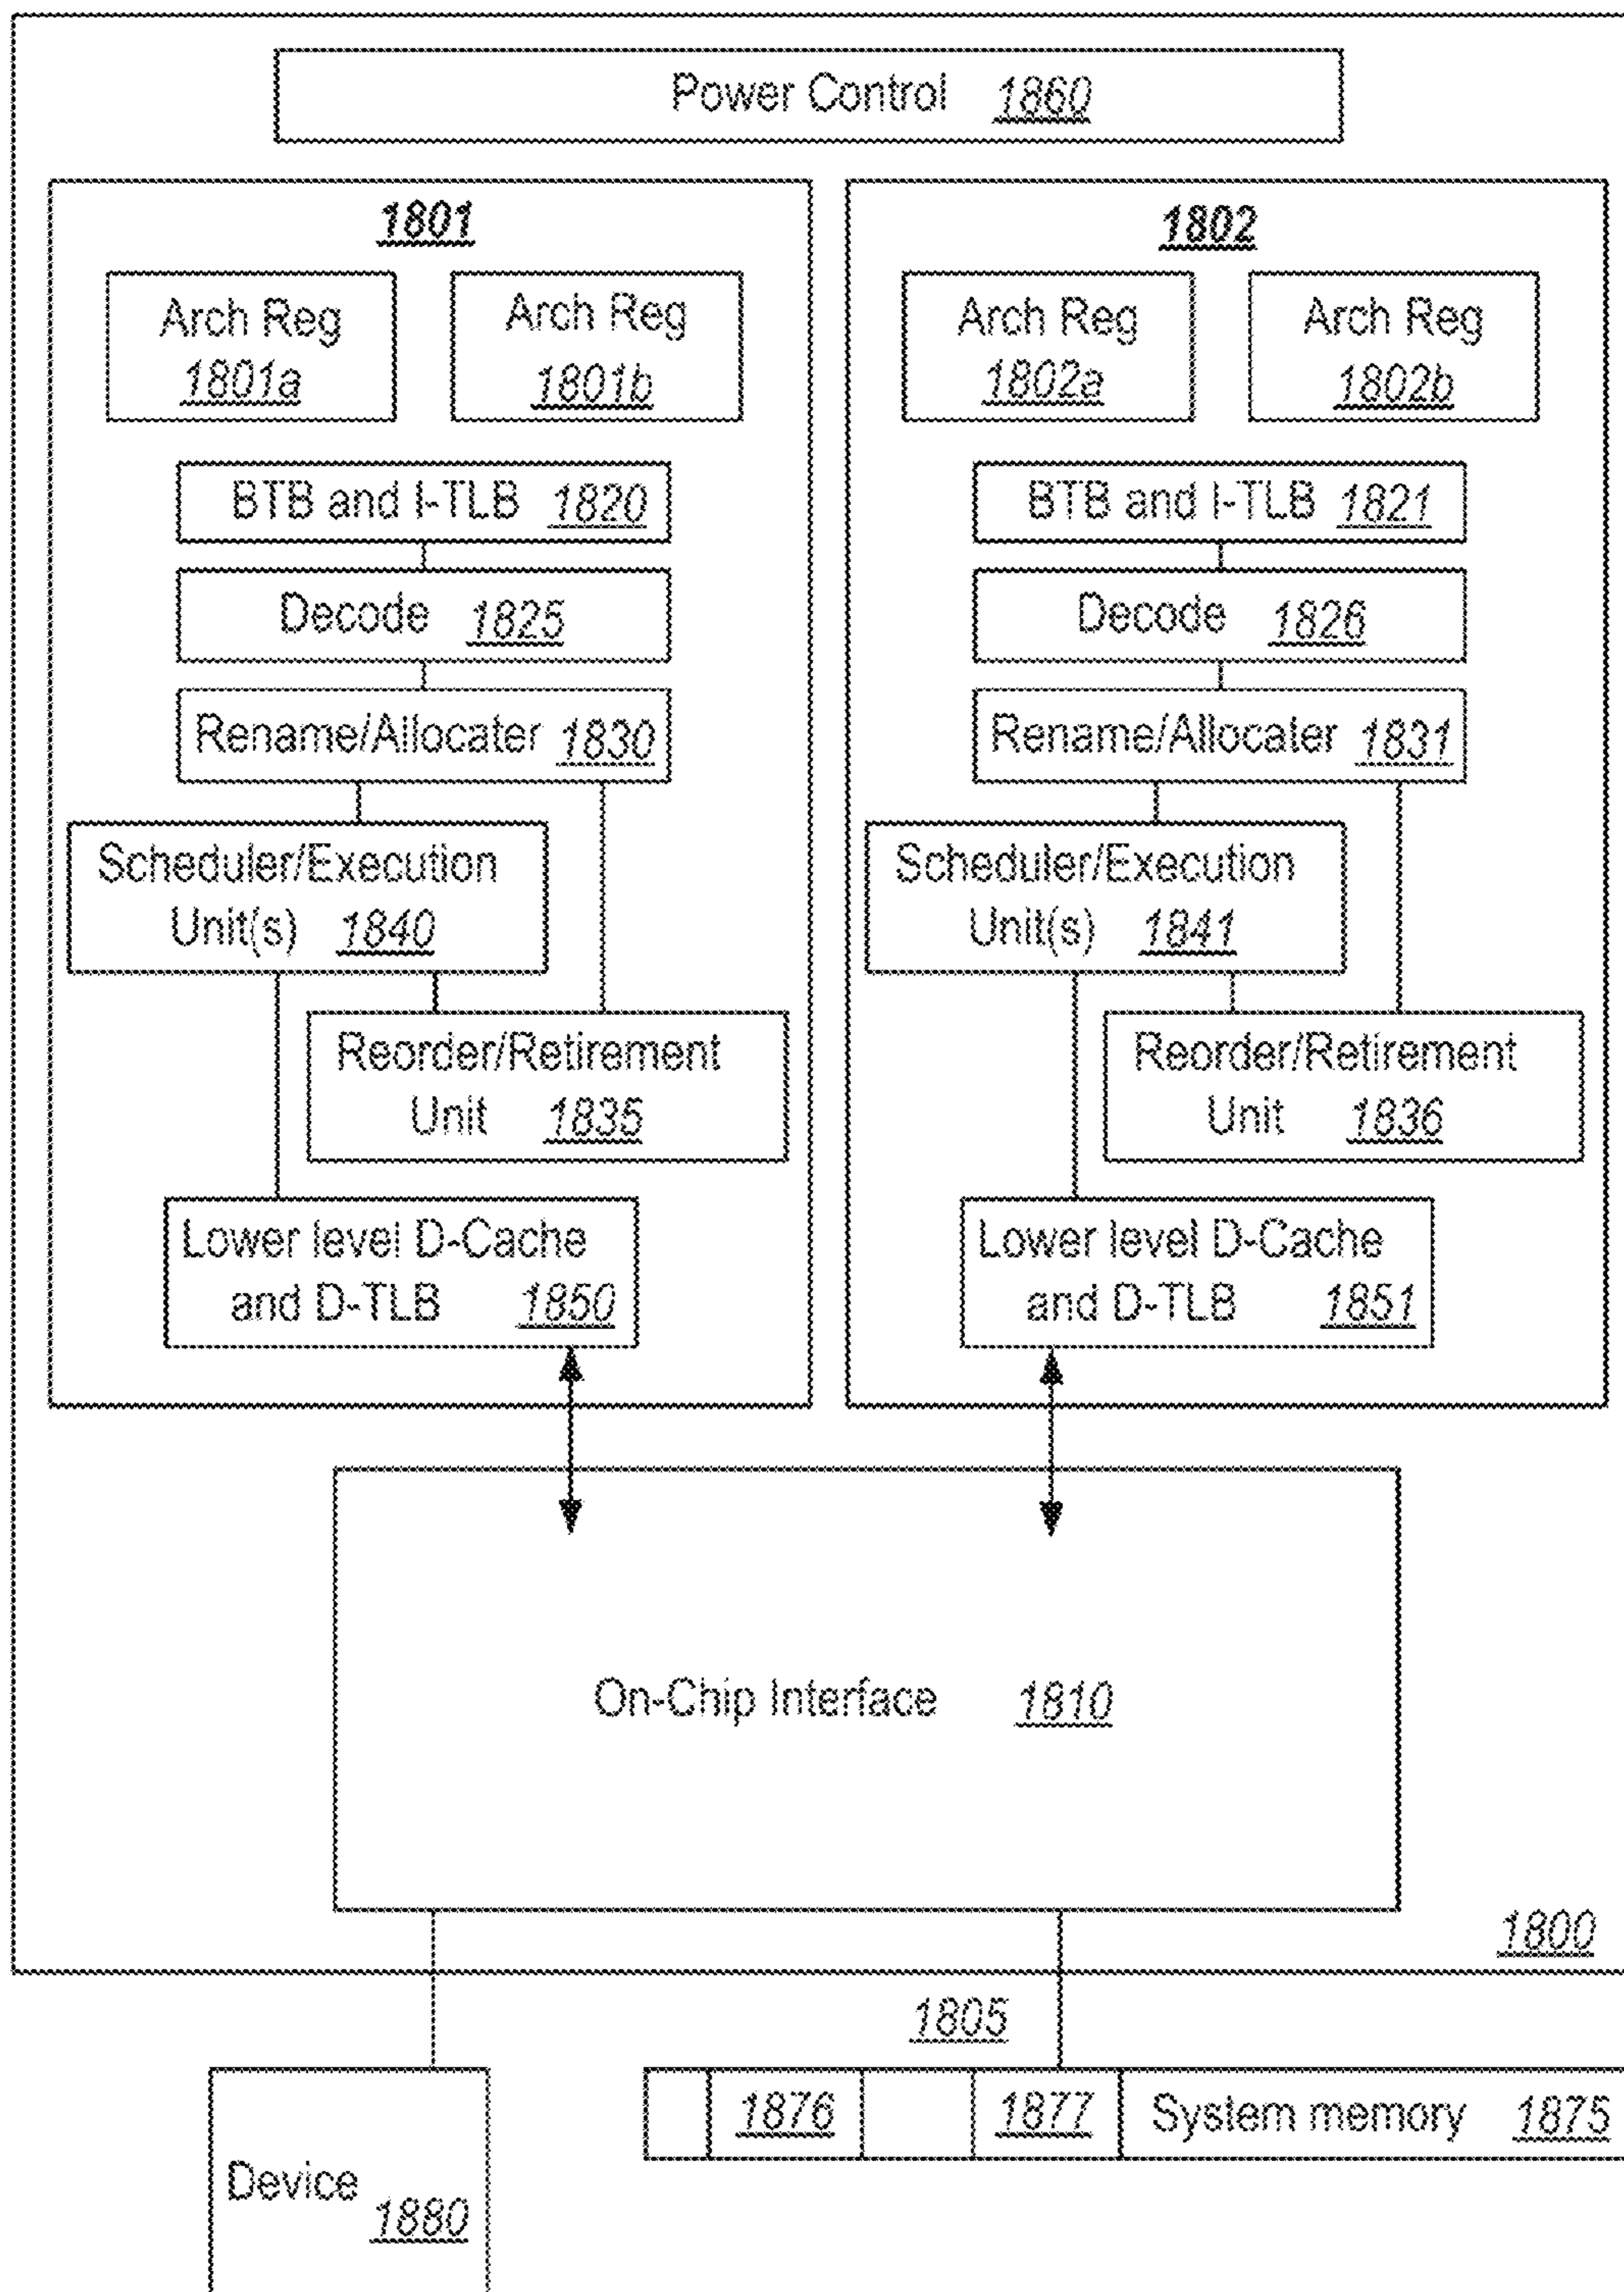 Power Control 1860
1801
Arch Reg
1801a
Arch Reg
1801b
BTB and I-TLB 1820
Decode 1825
Rename/Allocater 1830
Scheduler/Execution
Unit(s) 1840
Reorder/Retirement
Unit 1835
Lower level D-Cache
and D-TLB 1850
1802
Arch Reg
1802a
Arch Reg
1802b
BTB and I-TLB 1821
Decode 1826
Rename/Allocater 1831
Scheduler/Execution
Unit(s) 1841
Reorder/Retirement
Unit 1836
Lower level D-Cache
and D-TLB 1851
On-Chip Interface 1810
1800
1805
1876
1877
System memory 1875
Device 1880